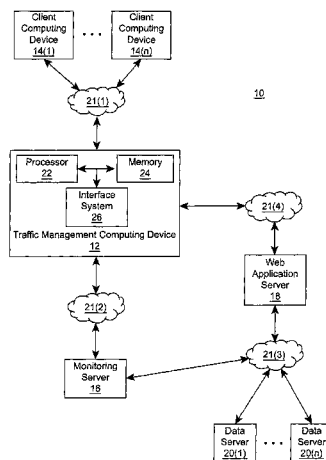 Client
Computing
Device
14(1)
. . .
Client
Computing
Device
14(n)
21(1)
10
Processor
22
Memory
24
Interface
System
26
Traffic Management Computing Device
12
21(4)
Web
Application
Server
18
21(2)
21(3)
Monitoring
Server
16
Data
Server
20(1)
. . .
Data
Server
20(n)